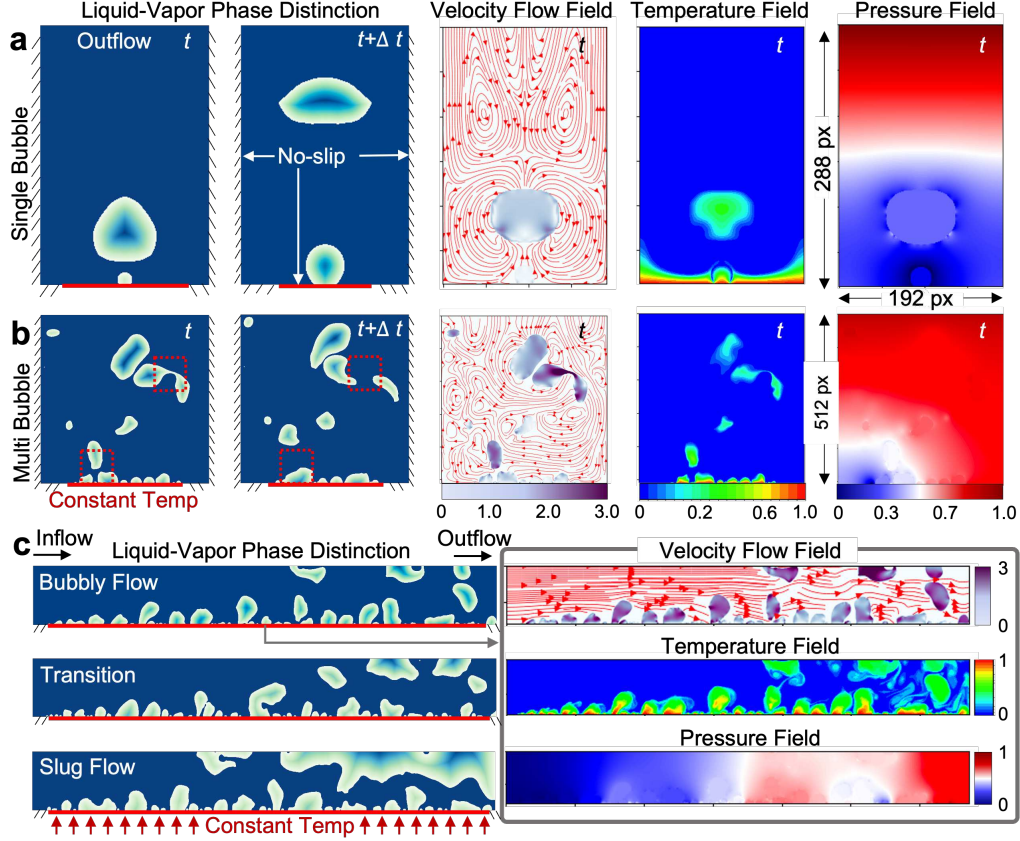 Liquid-Vapor Phase Distinction Velocity Flow Field Temperature Field Pressure Field
a
Single Bubble
Outflow t
t+Δ t
No-slip
t
t
288 px
t
192 px
b
Multi Bubble
t
t+Δ t
t
t
512 px
t
Constant Temp
0 1.0 2.0 3.0
0 0.2 0.6 1.0
0 0.3 0.7 1.0
c
Inflow
Liquid-Vapor Phase Distinction
Outflow
Bubbly Flow
Transition
Slug Flow
Constant Temp
Velocity Flow Field
3
0
Temperature Field
1
0
Pressure Field
1
0